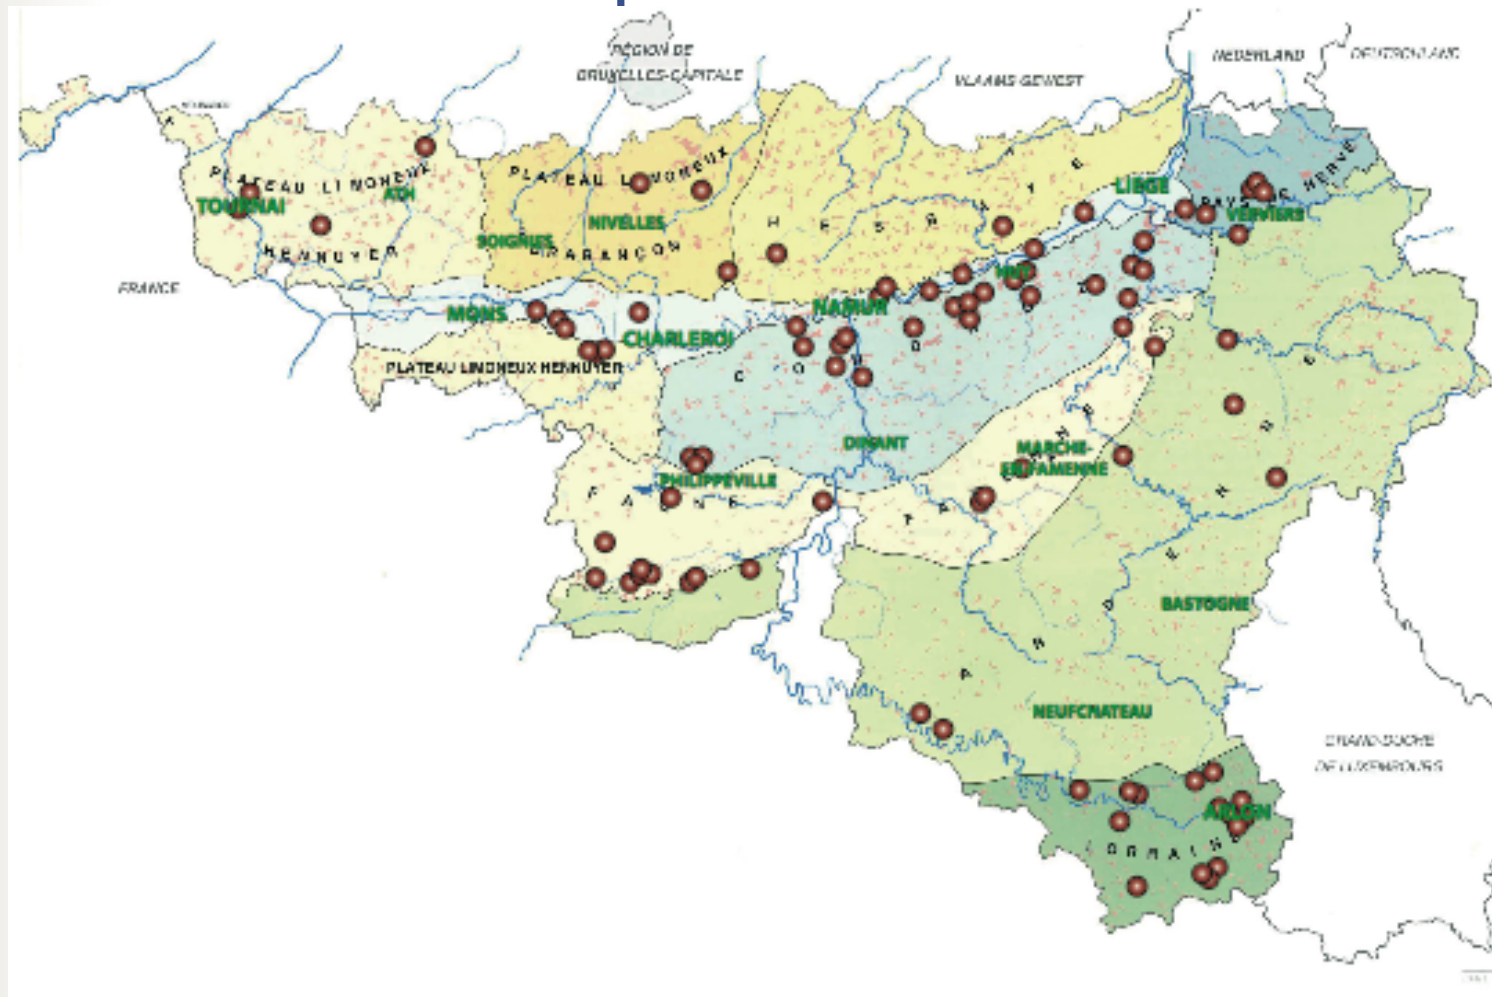 RÉGION DE
BRUXELLES-CAPITALE
VLAAMS GEWEST
NEDERLAND
DEUTSCHLAND
PLATEAU LIMONEUX
HENNUYER
TOURNAI
ATH
PLATEAU LIMONEUX
BRABANÇON
NIVELLES
SOIGNIES
HESBAYE
LIEGE
PAYS DE HERVE
VERVIERS
FRANCE
MONS
CHARLEROI
NAMUR
HUY
PLATEAU LIMONEUX HENNUYER
CONDROZ
DINANT
MARCHE-
EN-FAMENNE
PHILIPPEVILLE
FAGNE
FAMENNE
ARDENNE
BASTOGNE
NEUFCHATEAU
GRAND-DUCHE
DE LUXEMBOURG
ARLON
LORRAINE